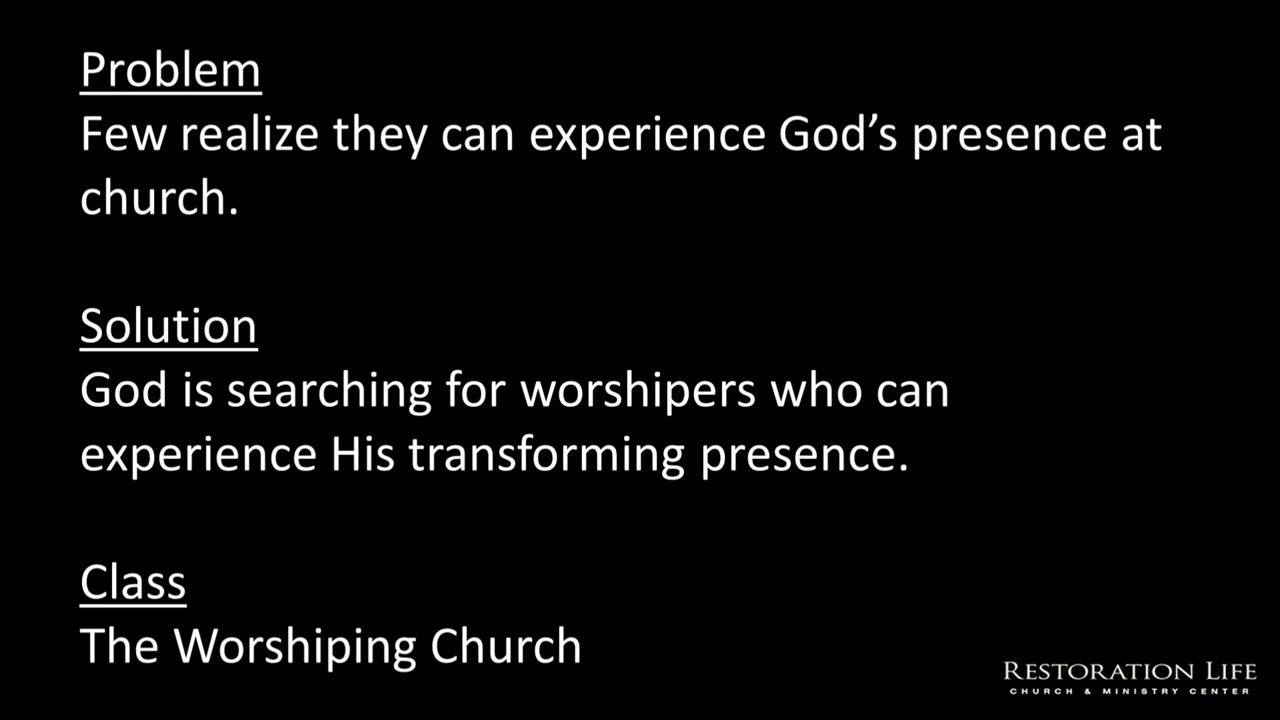 Problem
Few realize they can experience God’s presence at
church.
Solution
God is searching for worshipers who can
experience His transforming presence.
Class
The Worshiping Church
RESTORATION LIFE
CHURCH & MINISTRY CENTER